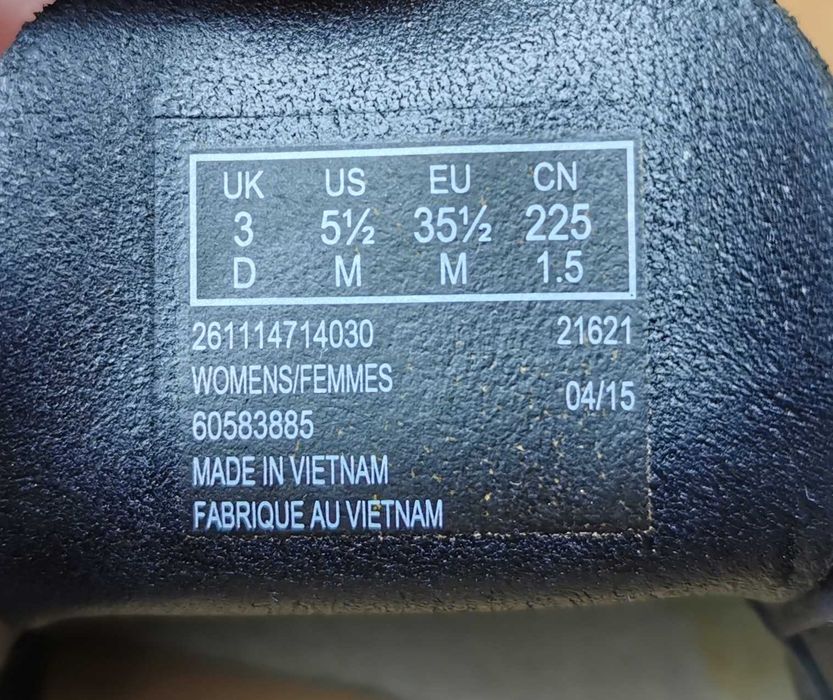 UK US EU CN
3 5½ 35½ 225
D M M 1.5
261114714030 21621
WOMENS/FEMMES
04/15
60583885
MADE IN VIETNAM
FABRIQUE AU VIETNAM